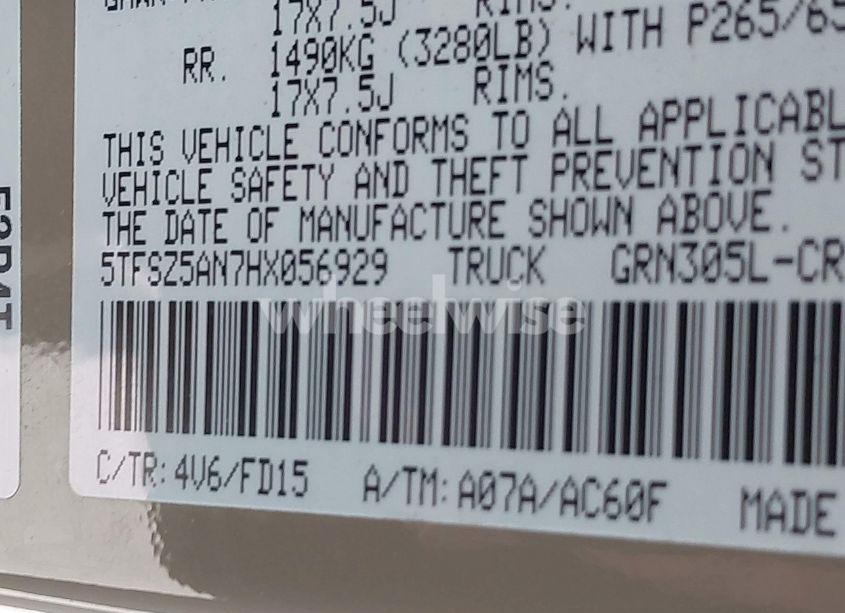 17X7.5J RIMS.
RR. 1490KG (3280LB) WITH P265/65
17X7.5J RIMS.
THIS VEHICLE CONFORMS TO ALL APPLICABL
VEHICLE SAFETY AND THEFT PREVENTION ST
THE DATE OF MANUFACTURE SHOWN ABOVE.
5TFSZ5AN7HX056929 TRUCK GRN305L-CR
wheelwise
C/TR: 4V6/FD15 A/TM: A07A/AC60F MADE